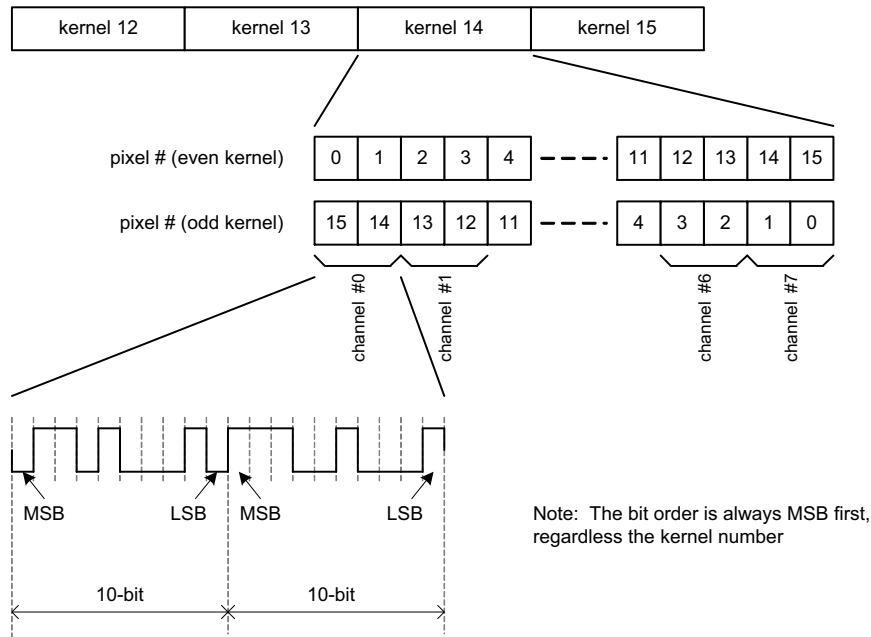 kernel 12 kernel 13 kernel 14 kernel 15
pixel # (even kernel) 0 1 2 3 4 11 12 13 14 15
pixel # (odd kernel) 15 14 13 12 11 4 3 2 1 0
channel #0 channel #1 channel #6 channel #7
MSB LSB MSB LSB
Note: The bit order is always MSB first,
regardless the kernel number
10-bit 10-bit